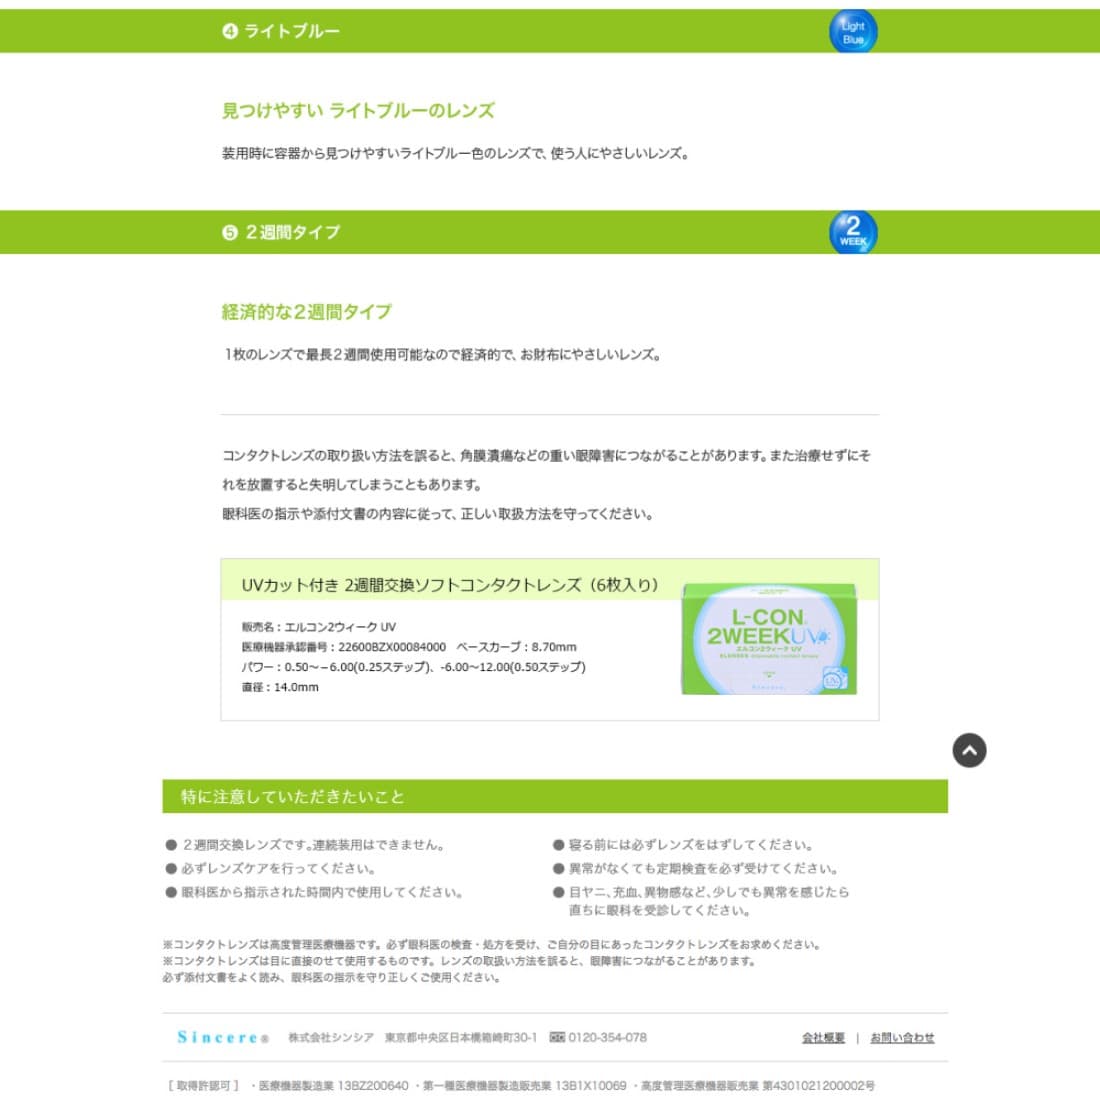 ❹ ライトブルー
Light
Blue
見つけやすい ライトブルーのレンズ
装用時に容器から見つけやすいライトブルー色のレンズで、使う人にやさしいレンズ。
❺ 2週間タイプ
2
WEEK
経済的な2週間タイプ
1枚のレンズで最長2週間使用可能なので経済的で、お財布にやさしいレンズ。
コンタクトレンズの取り扱い方法を誤ると、角膜潰瘍などの重い眼障害につながることがあります。また治療せずにそ
れを放置すると失明してしまうこともあります。
眼科医の指示や添付文書の内容に従って、正しい取扱方法を守ってください。
UVカット付き 2週間交換ソフトコンタクトレンズ（6枚入り）
販売名：エルコン2ウィーク UV
医療機器承認番号：22600BZX00084000 ベースカーブ：8.70mm
パワー：0.50～－6.00(0.25ステップ)、-6.00～12.00(0.50ステップ)
直径：14.0mm
L-CON®
2WEEKUV
エルコン2ウィーク UV
Sincere
UV
特に注意していただきたいこと
● 2週間交換レンズです。連続装用はできません。
● 必ずレンズケアを行ってください。
● 眼科医から指示された時間内で使用してください。
● 寝る前には必ずレンズをはずしてください。
● 異常がなくても定期検査を必ず受けてください。
● 目ヤニ、充血、異物感など、少しでも異常を感じたら
直ちに眼科を受診してください。
※コンタクトレンズは高度管理医療機器です。必ず眼科医の検査・処方を受け、ご自分の目にあったコンタクトレンズをお求めください。
※コンタクトレンズは目に直接のせて使用するものです。レンズの取扱い方法を誤ると、眼障害につながることがあります。
必ず添付文書をよく読み、眼科医の指示を守り正しくご使用ください。
Sincere® 株式会社シンシア 東京都中央区日本橋箱崎町30-1 0120-354-078 会社概要 | お問い合わせ
[ 取得許認可 ] ・医療機器製造業 13BZ200640 ・第一種医療機器製造販売業 13B1X10069 ・高度管理医療機器販売業 第4301021200002号